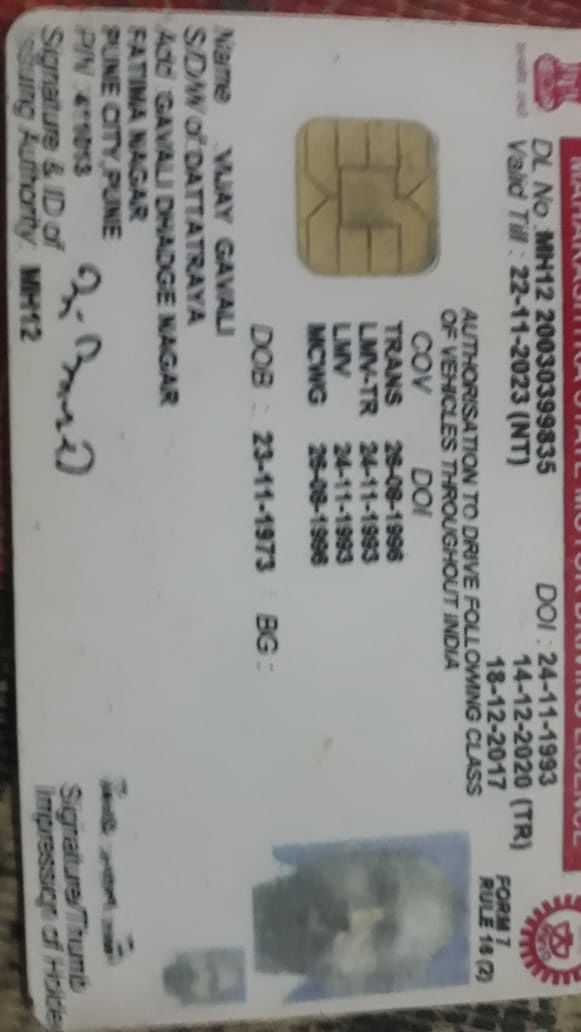 MAHARASHTRA STATE MOTOR DRIVING LICENCE
DL No. MH12 20030399835 DOI : 24-11-1993
Valid Till : 22-11-2023 (NT) 14-12-2020 (TR)
18-12-2017
FORM 7
RULE 16 (2)
AUTHORISATION TO DRIVE FOLLOWING CLASS
OF VEHICLES THROUGHOUT INDIA
COV DOI
TRANS 26-08-1996
LMV-TR 24-11-1993
LMV 24-11-1993
MCWG 26-08-1996
DOB : 23-11-1973 BG :
Name VIJAY GAVALI
S/D/W of DATTATRAYA
Add GAVALI DHADGE NAGAR
FATIMA NAGAR
PUNE CITY,PUNE
PIN
Signature & ID of
Issuing Authority MH12
Signature/Thumb
Impression of Holder